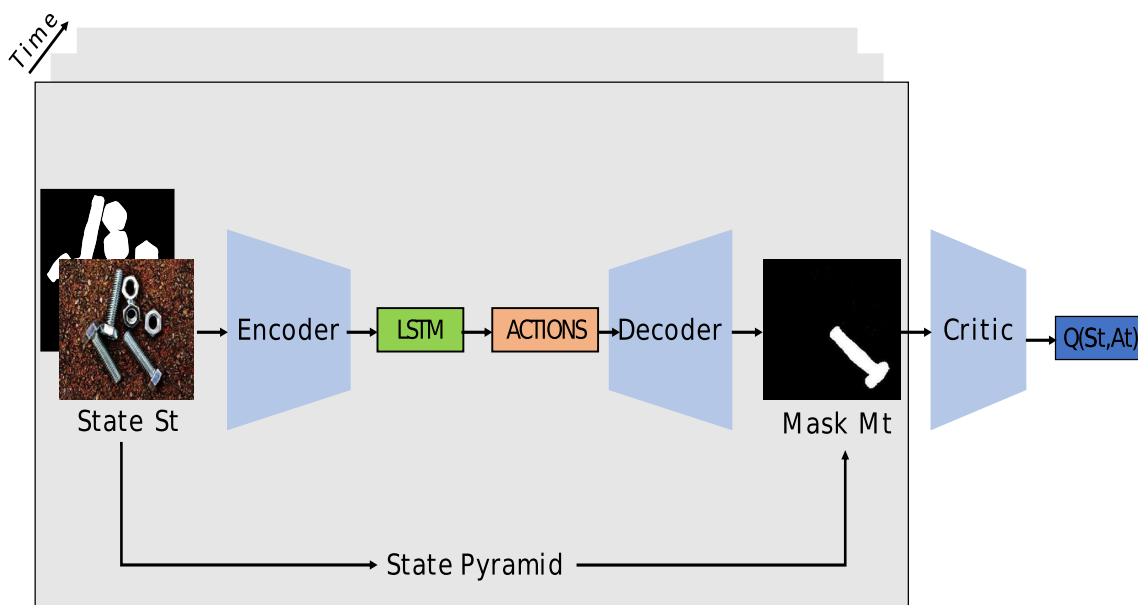 Time
Encoder
LSTM
ACTIONS
Decoder
Critic
Q(St,At)
State St
Mask Mt
State Pyramid